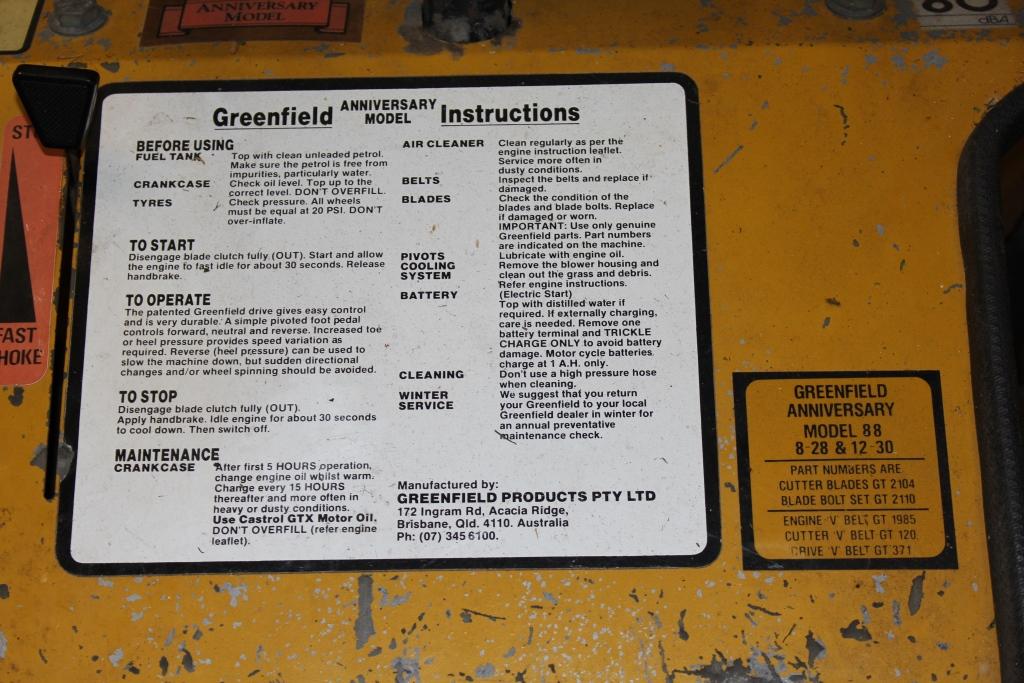 ANNIVERSARY
MODEL
80
dBA
ST
FAST
HOKE
Greenfield ANNIVERSARY MODEL Instructions
BEFORE USING
FUEL TANK Top with clean unleaded petrol.
Make sure the petrol is free from
impurities, particularly water.
CRANKCASE Check oil level. Top up to the
correct level. DON'T OVERFILL.
TYRES Check pressure. All wheels
must be equal at 20 PSI. DON'T
over-inflate.
TO START
Disengage blade clutch fully (OUT). Start and allow
the engine to fast idle for about 30 seconds. Release
handbrake.
TO OPERATE
The patented Greenfield drive gives easy control
and is very durable. A simple pivoted foot pedal
controls forward, neutral and reverse. Increased toe
or heel pressure provides speed variation as
required. Reverse (heel pressure) can be used to
slow the machine down, but sudden directional
changes and/or wheel spinning should be avoided.
TO STOP
Disengage blade clutch fully (OUT).
Apply handbrake. Idle engine for about 30 seconds
to cool down. Then switch off.
MAINTENANCE
CRANKCASE After first 5 HOURS operation,
change engine oil whilst warm.
Change every 15 HOURS
thereafter and more often in
heavy or dusty conditions.
Use Castrol GTX Motor Oil.
DON'T OVERFILL (refer engine
leaflet).
AIR CLEANER Clean regularly as per the
engine instruction leaflet.
Service more often in
dusty conditions.
BELTS Inspect the belts and replace if
damaged.
BLADES Check the condition of the
blades and blade bolts. Replace
if damaged or worn.
IMPORTANT: Use only genuine
Greenfield parts. Part numbers
are indicated on the machine.
PIVOTS Lubricate with engine oil.
COOLING Remove the blower housing and
SYSTEM clean out the grass and debris.
Refer engine instructions.
BATTERY (Electric Start)
Top with distilled water if
required. If externally charging,
care is needed. Remove one
battery terminal and TRICKLE
CHARGE ONLY to avoid battery
damage. Motor cycle batteries
charge at 1 A.H. only.
CLEANING Don't use a high pressure hose
when cleaning.
WINTER We suggest that you return
SERVICE your Greenfield to your local
Greenfield dealer in winter for
an annual preventative
maintenance check.
Manufactured by:
GREENFIELD PRODUCTS PTY LTD
172 Ingram Rd, Acacia Ridge,
Brisbane, Qld. 4110. Australia
Ph: (07) 345 6100.
GREENFIELD
ANNIVERSARY
MODEL 88
8-28 & 12-30
PART NUMBERS ARE
CUTTER BLADES GT 2104
BLADE BOLT SET GT 2110
ENGINE 'V' BELT GT 1985
CUTTER 'V' BELT GT 120
DRIVE 'V' BELT GT 371